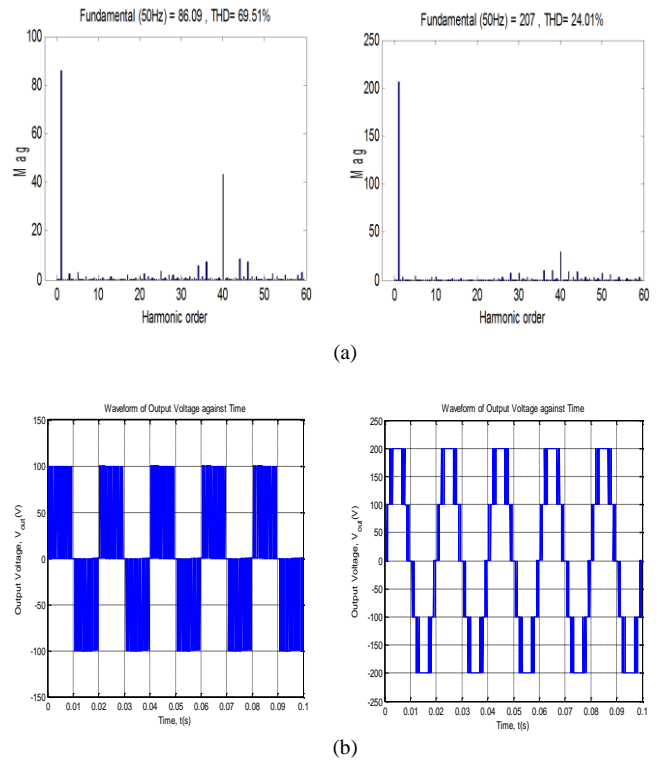 Fundamental (50Hz) = 86.09 , THD= 69.51%
100
80
60
40
20
0
M a g
0 10 20 30 40 50 60
Harmonic order
Fundamental (50Hz) = 207 , THD= 24.01%
250
200
150
100
50
0
M a g
0 10 20 30 40 50 60
Harmonic order
(a)
Waveform of Output Voltage against Time
150
100
50
0
-50
-100
-150
Output Voltage, Vout(V)
0 0.01 0.02 0.03 0.04 0.05 0.06 0.07 0.08 0.09 0.1
Time, t(s)
Waveform of Output Voltage against Time
250
200
150
100
50
0
-50
-100
-150
-200
-250
Output Voltage, Vout(V)
0 0.01 0.02 0.03 0.04 0.05 0.06 0.07 0.08 0.09 0.1
Time, t(s)
(b)